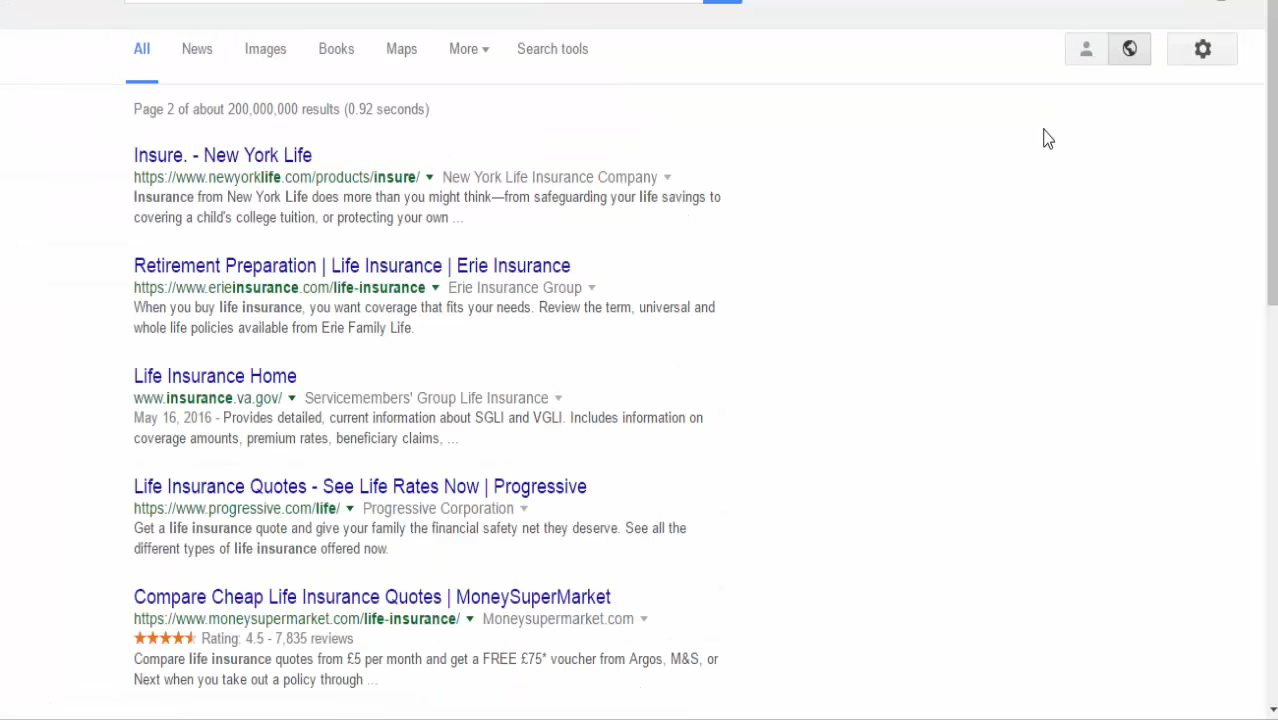 All News Images Books Maps More Search tools
Page 2 of about 200,000,000 results (0.92 seconds)
Insure. - New York Life
https://www.newyorklife.com/products/insure/ New York Life Insurance Company
Insurance from New York Life does more than you might think—from safeguarding your life savings to
covering a child's college tuition, or protecting your own ...
Retirement Preparation | Life Insurance | Erie Insurance
https://www.erieinsurance.com/life-insurance Erie Insurance Group
When you buy life insurance, you want coverage that fits your needs. Review the term, universal and
whole life policies available from Erie Family Life.
Life Insurance Home
www.insurance.va.gov/ Servicemembers' Group Life Insurance
May 16, 2016 - Provides detailed, current information about SGLI and VGLI. Includes information on
coverage amounts, premium rates, beneficiary claims, ...
Life Insurance Quotes - See Life Rates Now | Progressive
https://www.progressive.com/life/ Progressive Corporation
Get a life insurance quote and give your family the financial safety net they deserve. See all the
different types of life insurance offered now.
Compare Cheap Life Insurance Quotes | MoneySuperMarket
https://www.moneysupermarket.com/life-insurance/ Moneysupermarket.com
Rating: 4.5 - 7,835 reviews
Compare life insurance quotes from £5 per month and get a FREE £75* voucher from Argos, M&S, or
Next when you take out a policy through ...